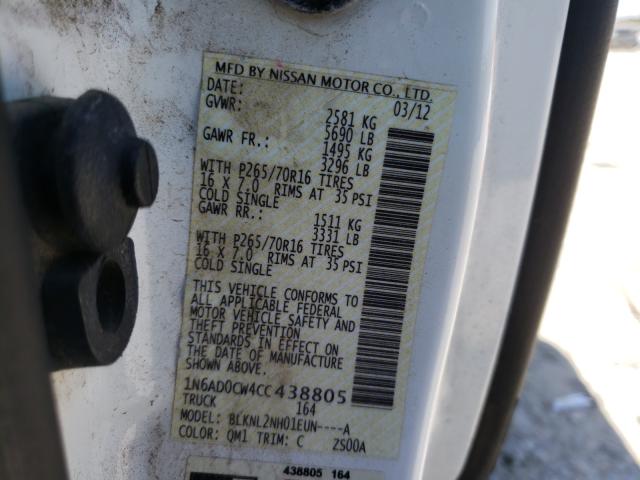 MFD BY NISSAN MOTOR CO., LTD.
DATE: 03/12
GVWR: 2581 KG
5690 LB
GAWR FR.: 1495 KG
3296 LB
WITH P265/70R16 TIRES
16 X 7.0 RIMS AT 35 PSI
COLD SINGLE
GAWR RR.: 1511 KG
3331 LB
WITH P265/70R16 TIRES
16 X 7.0 RIMS AT 35 PSI
COLD SINGLE
THIS VEHICLE CONFORMS TO
ALL APPLICABLE FEDERAL
MOTOR VEHICLE SAFETY AND
THEFT PREVENTION
STANDARDS IN EFFECT ON
THE DATE OF MANUFACTURE
SHOWN ABOVE.
1N6AD0CW4CC438805
TRUCK 164
MODEL: BLKNL2NH01EUN----A
COLOR: QM1 TRIM: C 2S00A
438805 164